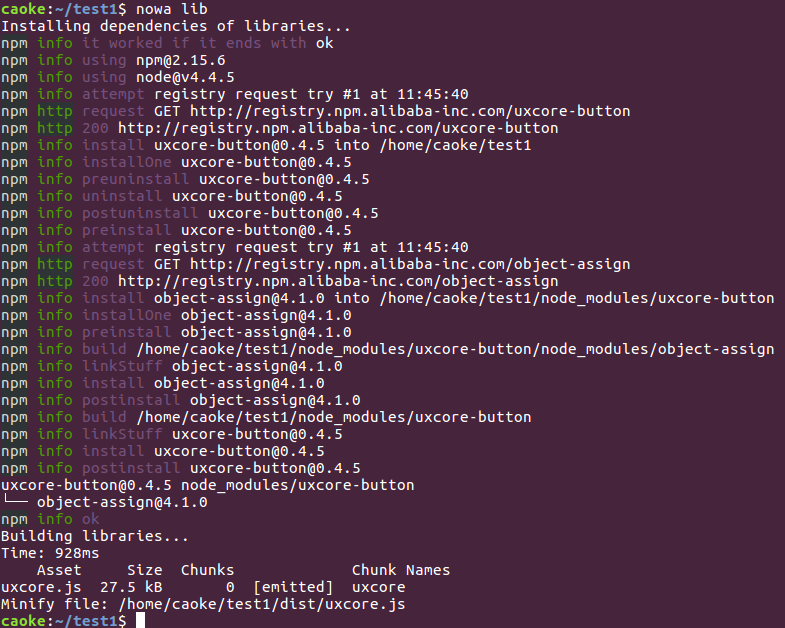 caoke:~/test1$ nowa lib
Installing dependencies of libraries...
npm info it worked if it ends with ok
npm info using npm@2.15.6
npm info using node@v4.4.5
npm info attempt registry request try #1 at 11:45:40
npm http request GET http://registry.npm.alibaba-inc.com/uxcore-button
npm http 200 http://registry.npm.alibaba-inc.com/uxcore-button
npm info install uxcore-button@0.4.5 into /home/caoke/test1
npm info installOne uxcore-button@0.4.5
npm info preuninstall uxcore-button@0.4.5
npm info uninstall uxcore-button@0.4.5
npm info postuninstall uxcore-button@0.4.5
npm info preinstall uxcore-button@0.4.5
npm info attempt registry request try #1 at 11:45:40
npm http request GET http://registry.npm.alibaba-inc.com/object-assign
npm http 200 http://registry.npm.alibaba-inc.com/object-assign
npm info install object-assign@4.1.0 into /home/caoke/test1/node_modules/uxcore-button
npm info installOne object-assign@4.1.0
npm info preinstall object-assign@4.1.0
npm info build /home/caoke/test1/node_modules/uxcore-button/node_modules/object-assign
npm info linkStuff object-assign@4.1.0
npm info install object-assign@4.1.0
npm info postinstall object-assign@4.1.0
npm info build /home/caoke/test1/node_modules/uxcore-button
npm info linkStuff uxcore-button@0.4.5
npm info install uxcore-button@0.4.5
npm info postinstall uxcore-button@0.4.5
uxcore-button@0.4.5 node_modules/uxcore-button
└── object-assign@4.1.0
npm info ok
Building libraries...
Time: 928ms
    Asset     Size  Chunks             Chunk Names
uxcore.js  27.5 kB       0  [emitted]  uxcore
Minify file: /home/caoke/test1/dist/uxcore.js
caoke:~/test1$